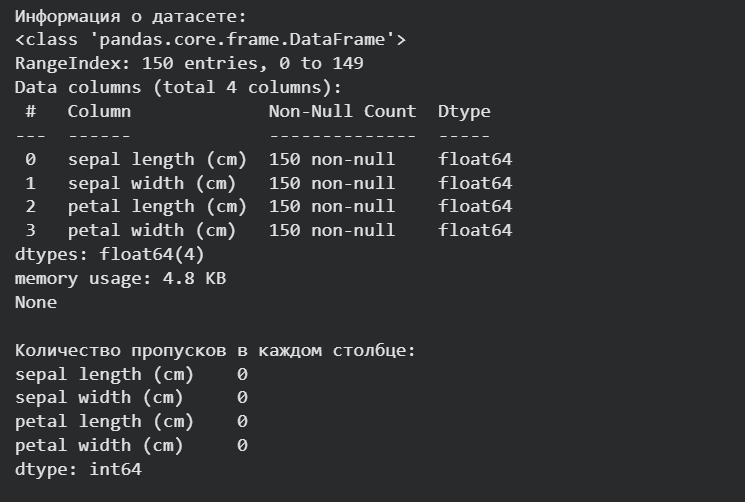 Информация о датасете:
<class 'pandas.core.frame.DataFrame'>
RangeIndex: 150 entries, 0 to 149
Data columns (total 4 columns):
 #   Column             Non-Null Count  Dtype
---  ------             --------------  -----
 0   sepal length (cm)  150 non-null    float64
 1   sepal width (cm)   150 non-null    float64
 2   petal length (cm)  150 non-null    float64
 3   petal width (cm)   150 non-null    float64
dtypes: float64(4)
memory usage: 4.8 KB
None

Количество пропусков в каждом столбце:
sepal length (cm)    0
sepal width (cm)     0
petal length (cm)    0
petal width (cm)     0
dtype: int64